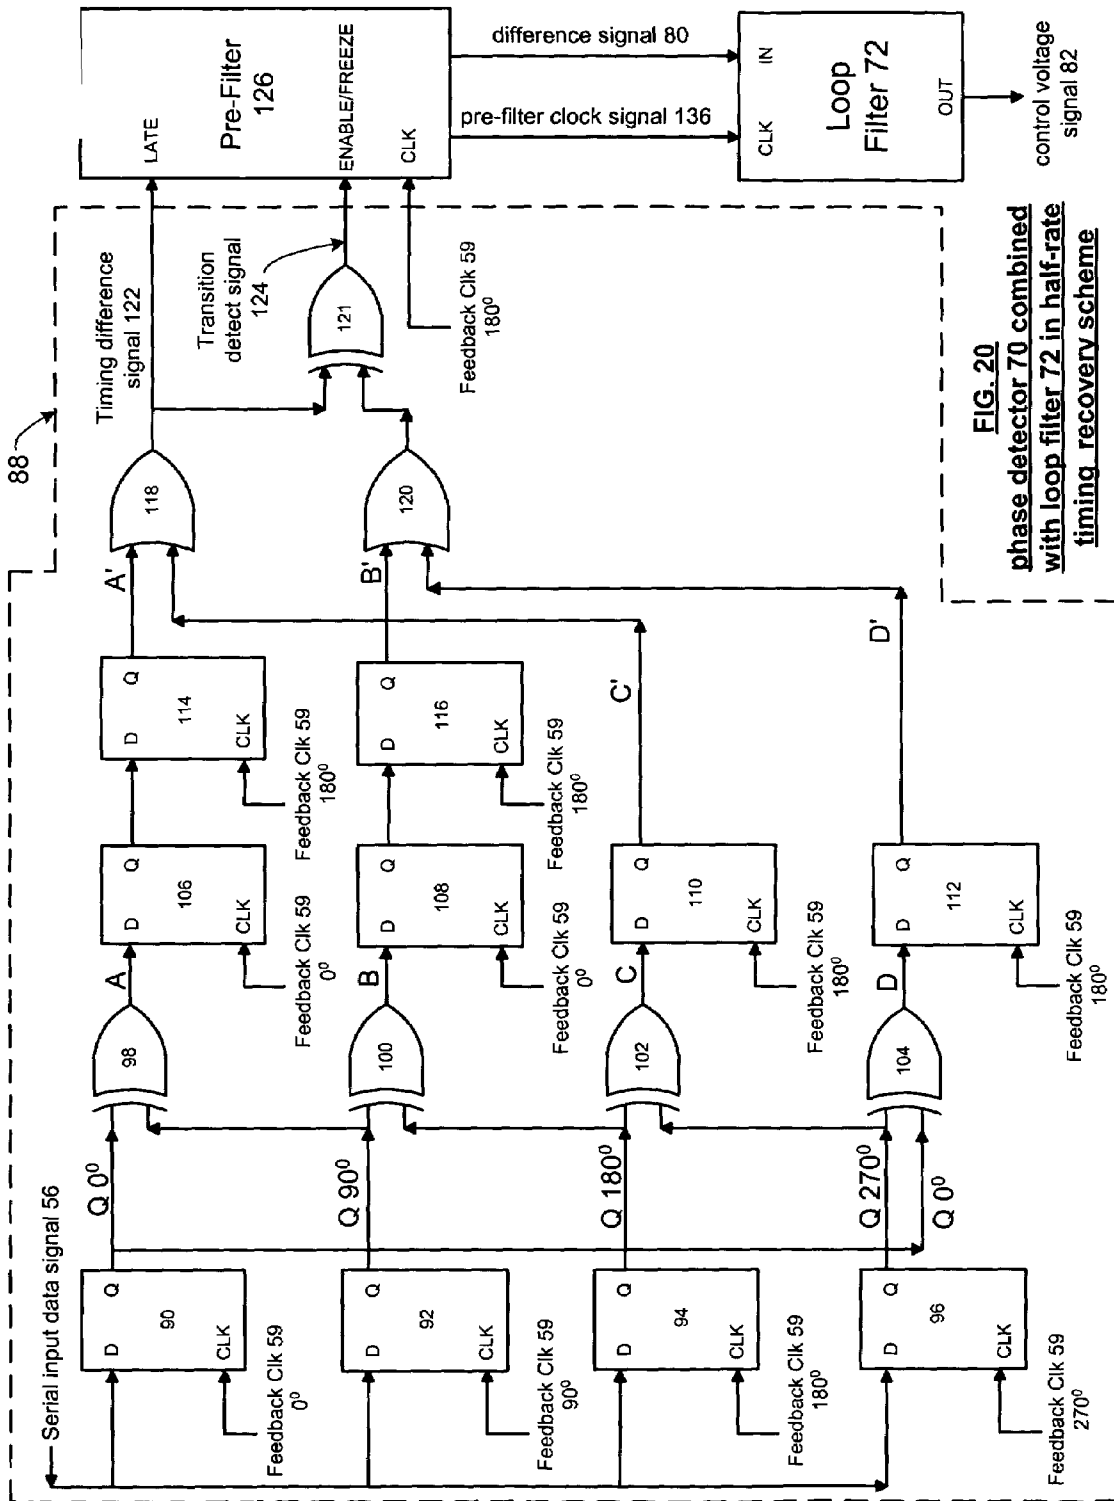 88
Serial input data signal 56
D
Q
90
CLK
Feedback Clk 59
0⁰
Q 0⁰
98
A
D
Q
106
CLK
Feedback Clk 59
0⁰
D
Q
114
CLK
Feedback Clk 59
180⁰
A'
118
Timing difference
signal 122
LATE
Pre-Filter
126
ENABLE/FREEZE
CLK
D
Q
92
CLK
Feedback Clk 59
90⁰
Q 90⁰
100
B
D
Q
108
CLK
Feedback Clk 59
0⁰
D
Q
116
CLK
Feedback Clk 59
180⁰
B'
120
121
Transition
detect signal
124
Feedback Clk 59
180⁰
D
Q
94
CLK
Feedback Clk 59
180⁰
Q 180⁰
102
C
D
Q
110
CLK
Feedback Clk 59
180⁰
C'
D
Q
96
CLK
Feedback Clk 59
270⁰
Q 270⁰
Q 0⁰
104
D
D
Q
112
CLK
Feedback Clk 59
180⁰
D'
difference signal 80
pre-filter clock signal 136
IN
CLK
Loop
Filter 72
OUT
control voltage
signal 82
FIG. 20
phase detector 70 combined
with loop filter 72 in half-rate
timing recovery scheme